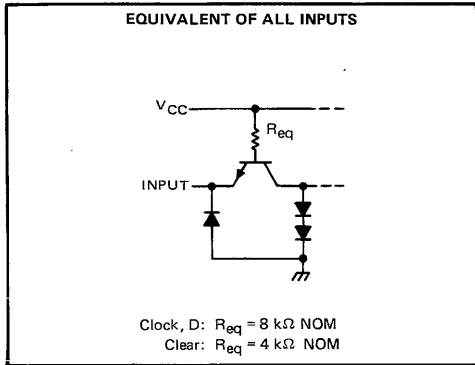 EQUIVALENT OF ALL INPUTS
VCC
Req
INPUT
Clock, D: Req = 8 kΩ NOM
Clear: Req = 4 kΩ NOM